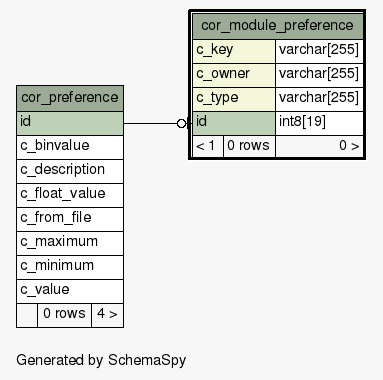 cor_module_preference
c_key varchar[255]
c_owner varchar[255]
c_type varchar[255]
id int8[19]
< 1 0 rows 0 >
cor_preference
id
c_binvalue
c_description
c_float_value
c_from_file
c_maximum
c_minimum
c_value
0 rows 4 >
Generated by SchemaSpy